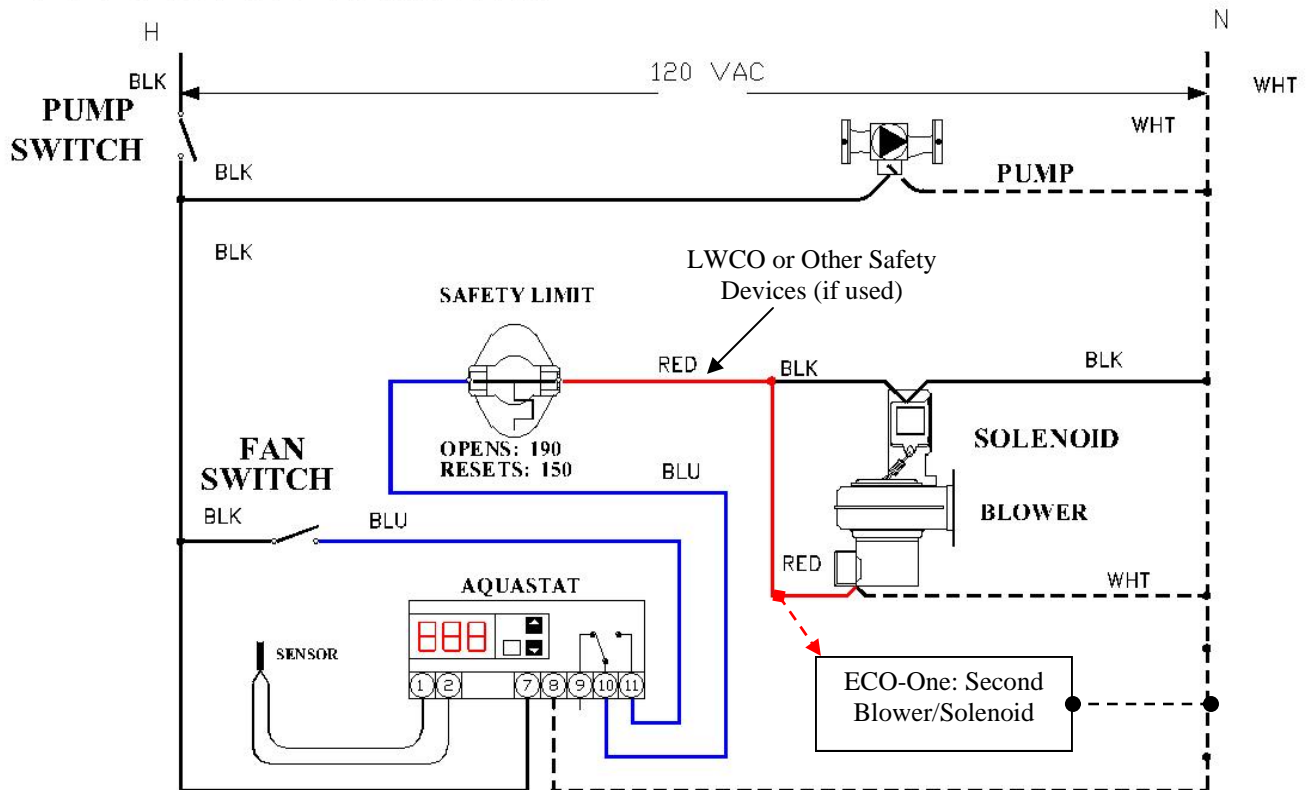 H
N
BLK
120 VAC
WHT
PUMP
SWITCH
WHT
BLK
PUMP
BLK
LWCO or Other Safety
Devices (if used)
SAFETY LIMIT
RED
BLK
BLK
FAN
SWITCH
OPENS: 190
RESETS: 150
SOLENOID
BLU
BLOWER
BLK
BLU
RED
WHT
AQUASTAT
888
SENSOR
1 2 7 8 9 10 11
ECO-One: Second
Blower/Solenoid